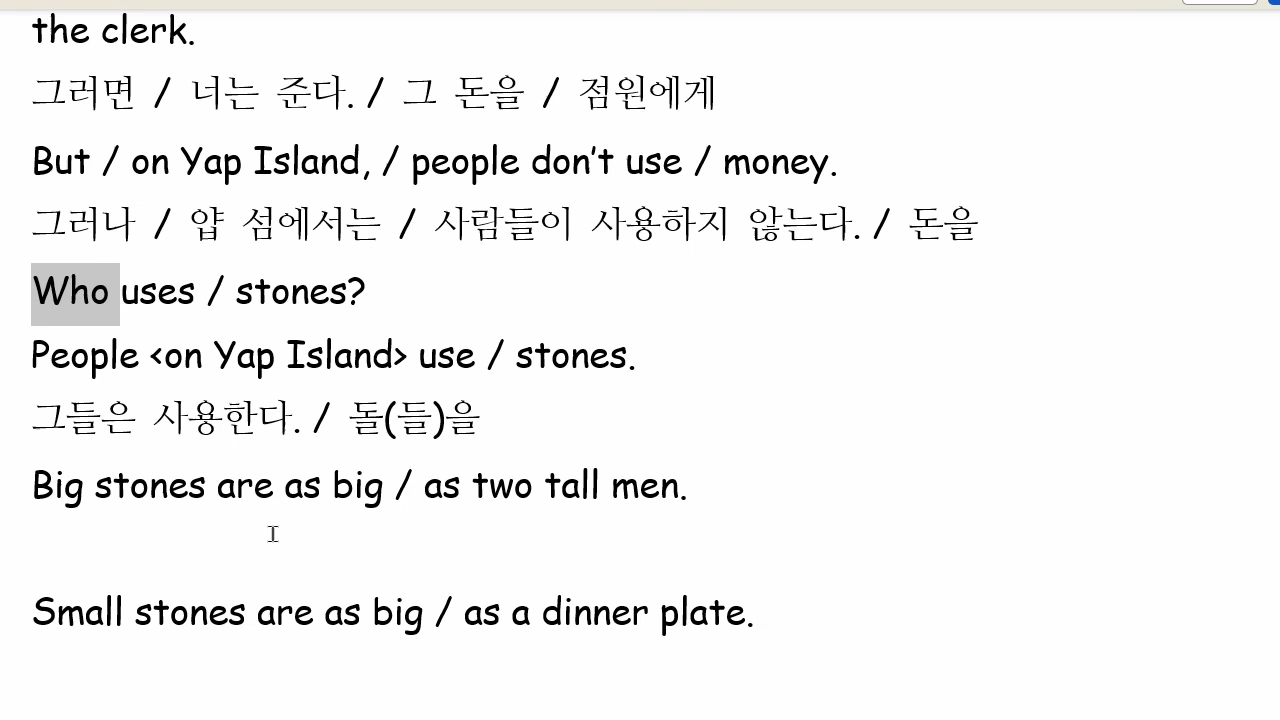 the clerk.
그러면 / 너는 준다. / 그 돈을 / 점원에게
But / on Yap Island, / people don't use / money.
그러나 / 얍 섬에서는 / 사람들이 사용하지 않는다. / 돈을
Who uses / stones?
People <on Yap Island> use / stones.
그들은 사용한다. / 돌(들)을
Big stones are as big / as two tall men.
Small stones are as big / as a dinner plate.